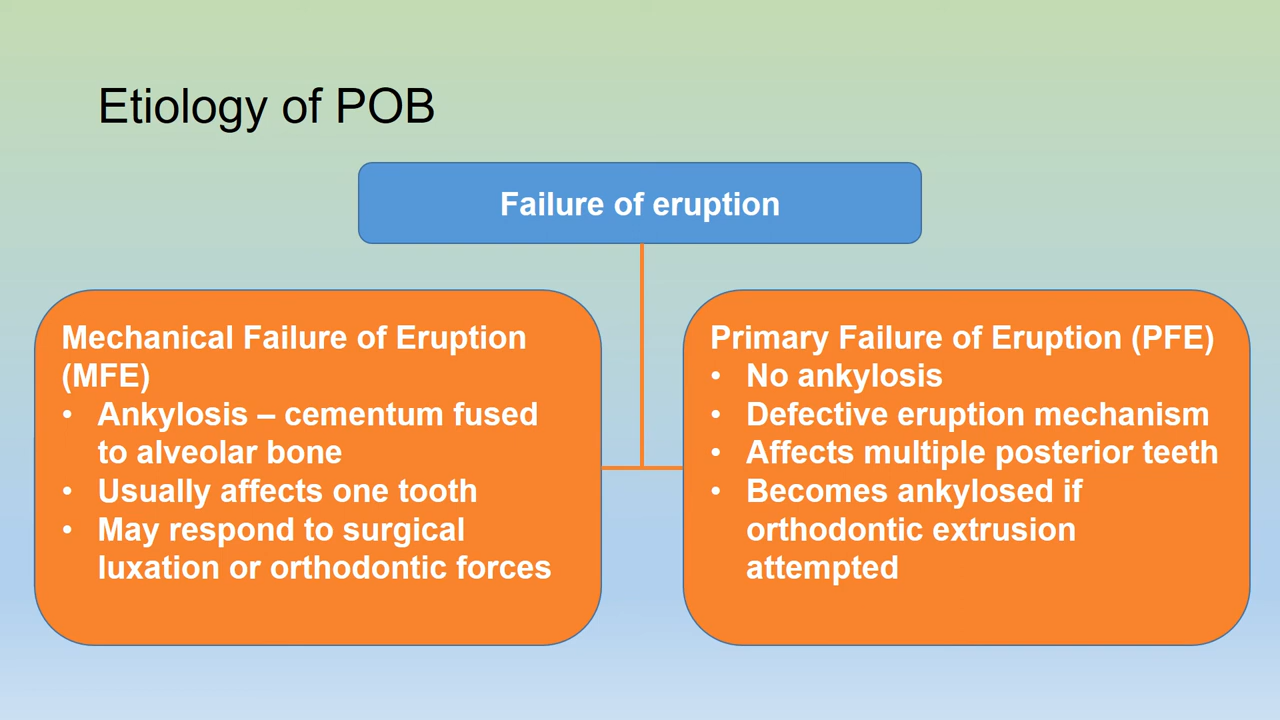 Etiology of POB
Failure of eruption
Mechanical Failure of Eruption
(MFE)
• Ankylosis – cementum fused
to alveolar bone
• Usually affects one tooth
• May respond to surgical
luxation or orthodontic forces
Primary Failure of Eruption (PFE)
• No ankylosis
• Defective eruption mechanism
• Affects multiple posterior teeth
• Becomes ankylosed if
orthodontic extrusion
attempted